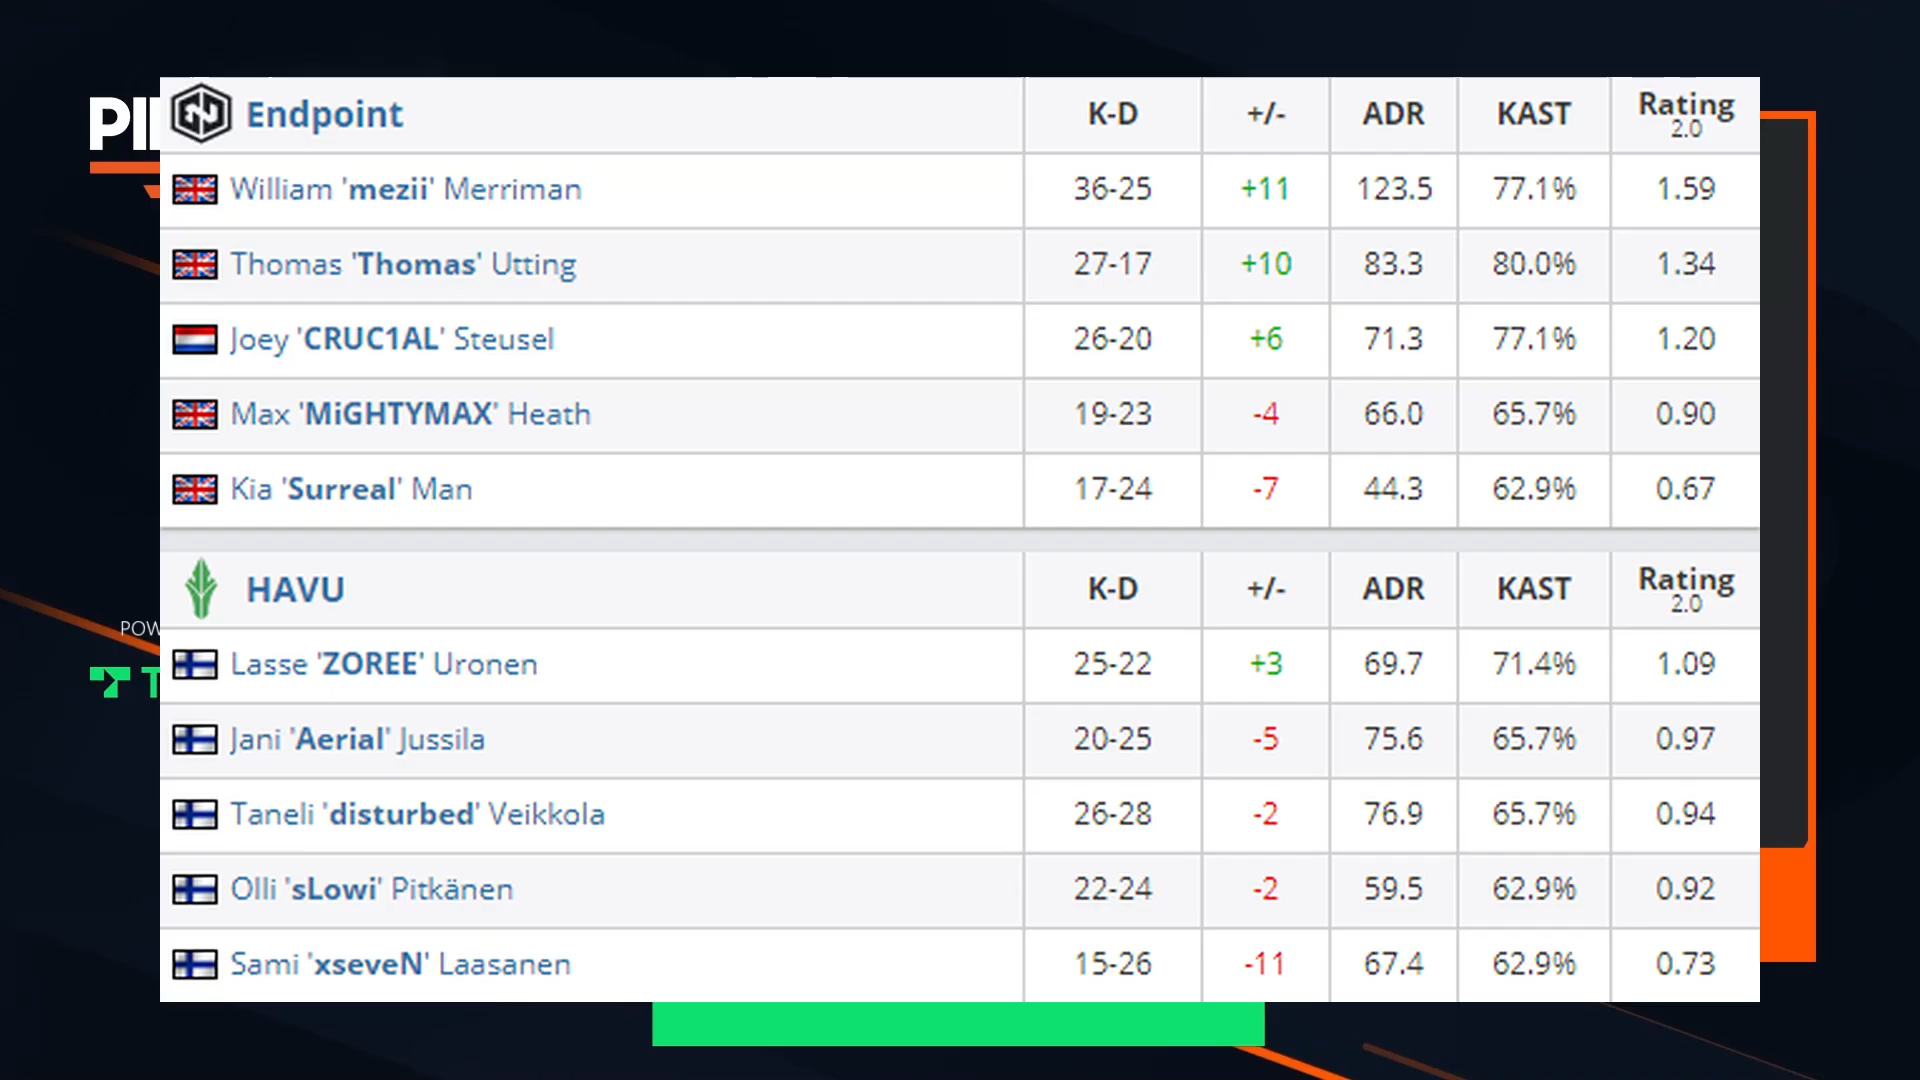 PI
Endpoint K-D +/- ADR KAST Rating 2.0
William 'mezii' Merriman 36-25 +11 123.5 77.1% 1.59
Thomas 'Thomas' Utting 27-17 +10 83.3 80.0% 1.34
Joey 'CRUC1AL' Steusel 26-20 +6 71.3 77.1% 1.20
Max 'MiGHTYMAX' Heath 19-23 -4 66.0 65.7% 0.90
Kia 'Surreal' Man 17-24 -7 44.3 62.9% 0.67
HAVU K-D +/- ADR KAST Rating 2.0
POW
Lasse 'ZOREE' Uronen 25-22 +3 69.7 71.4% 1.09
T
Jani 'Aerial' Jussila 20-25 -5 75.6 65.7% 0.97
Taneli 'disturbed' Veikkola 26-28 -2 76.9 65.7% 0.94
Olli 'sLowi' Pitkänen 22-24 -2 59.5 62.9% 0.92
Sami 'xseveN' Laasanen 15-26 -11 67.4 62.9% 0.73